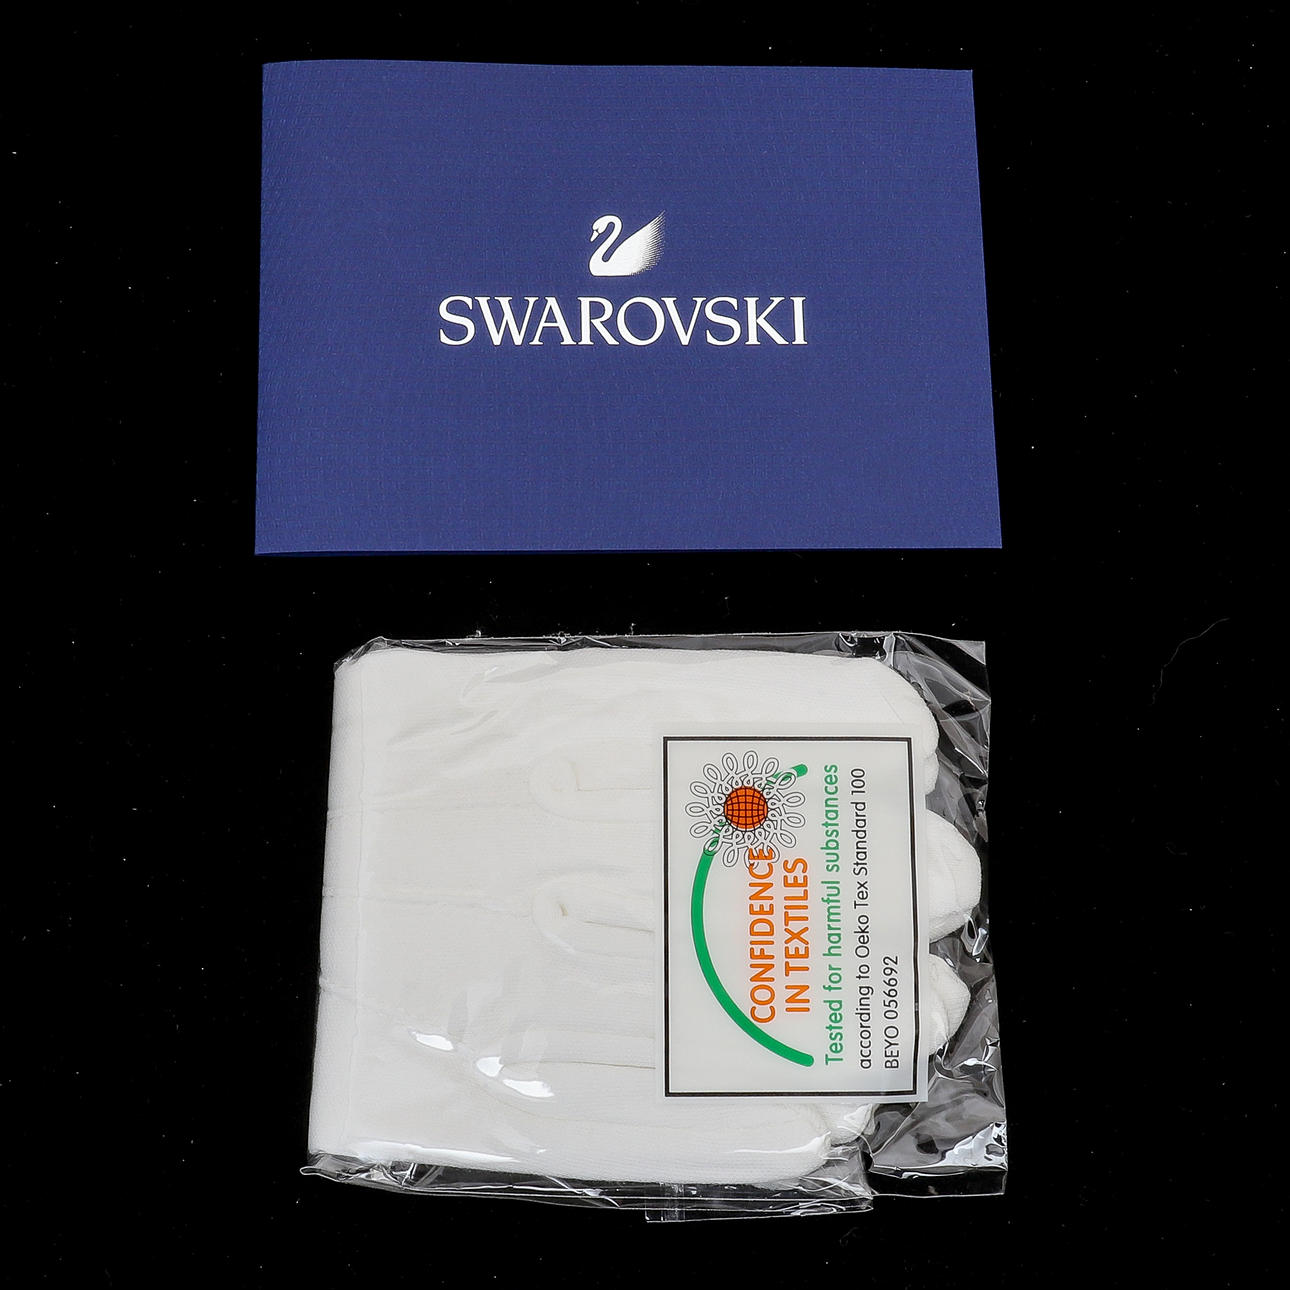 SWAROVSKI
CONFIDENCE
IN TEXTILES
Tested for harmful substances
according to Oeko Tex Standard 100
BEYO 056692